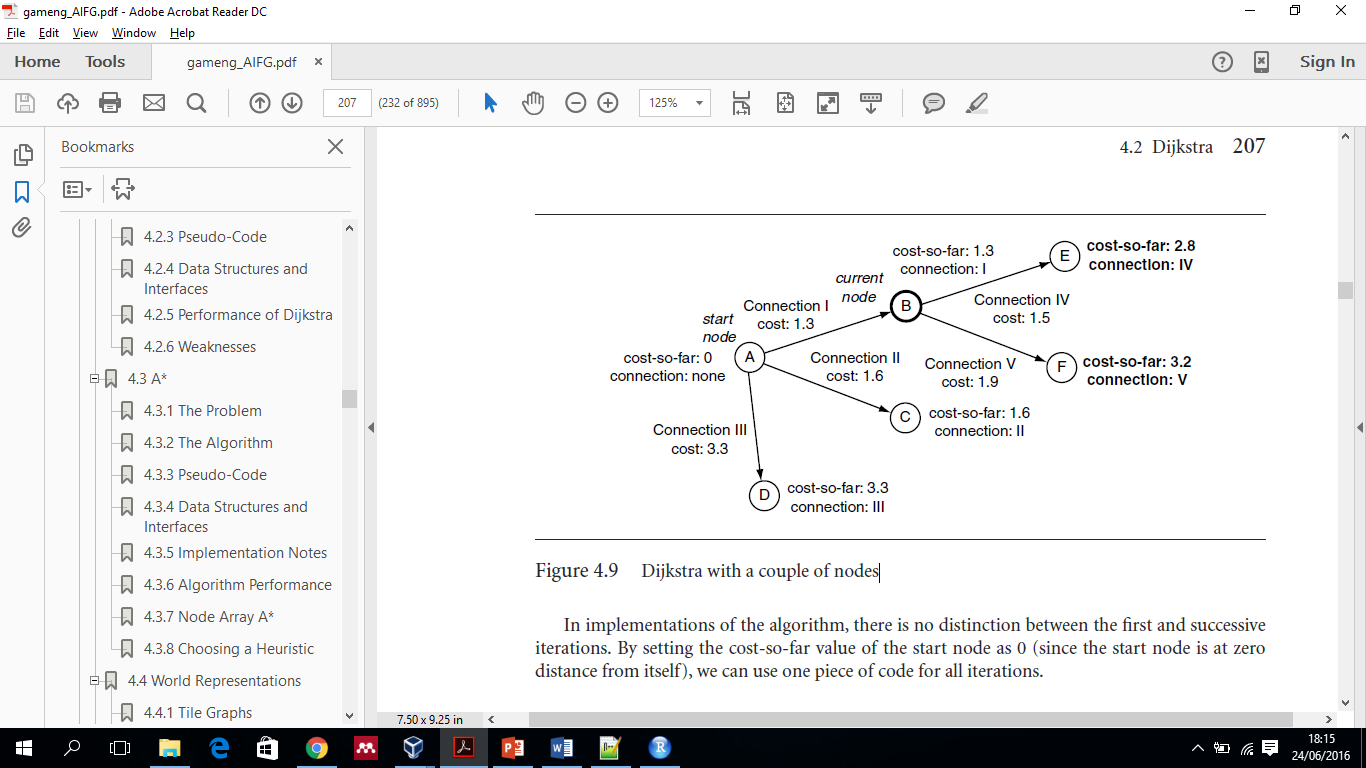 gameng_AIFG.pdf - Adobe Acrobat Reader DC
File Edit View Window Help
Home Tools gameng_AIFG.pdf × Sign In
207 (232 of 895) 125%
Bookmarks
4.2.3 Pseudo-Code
4.2.4 Data Structures and
Interfaces
4.2.5 Performance of Dijkstra
4.2.6 Weaknesses
4.3 A*
4.3.1 The Problem
4.3.2 The Algorithm
4.3.3 Pseudo-Code
4.3.4 Data Structures and
Interfaces
4.3.5 Implementation Notes
4.3.6 Algorithm Performance
4.3.7 Node Array A*
4.3.8 Choosing a Heuristic
4.4 World Representations
4.4.1 Tile Graphs
4.2 Dijkstra 207
cost-so-far: 1.3
connection: I
E
cost-so-far: 2.8
connection: IV
current
node
B
Connection I
cost: 1.3
Connection IV
cost: 1.5
start
node
A
cost-so-far: 0
connection: none
Connection II
cost: 1.6
Connection V
cost: 1.9
F
cost-so-far: 3.2
connection: V
C
cost-so-far: 1.6
connection: II
Connection III
cost: 3.3
D
cost-so-far: 3.3
connection: III
Figure 4.9 Dijkstra with a couple of nodes
In implementations of the algorithm, there is no distinction between the first and successive
iterations. By setting the cost-so-far value of the start node as 0 (since the start node is at zero
distance from itself), we can use one piece of code for all iterations.
7.50 x 9.25 in
18:15
24/06/2016